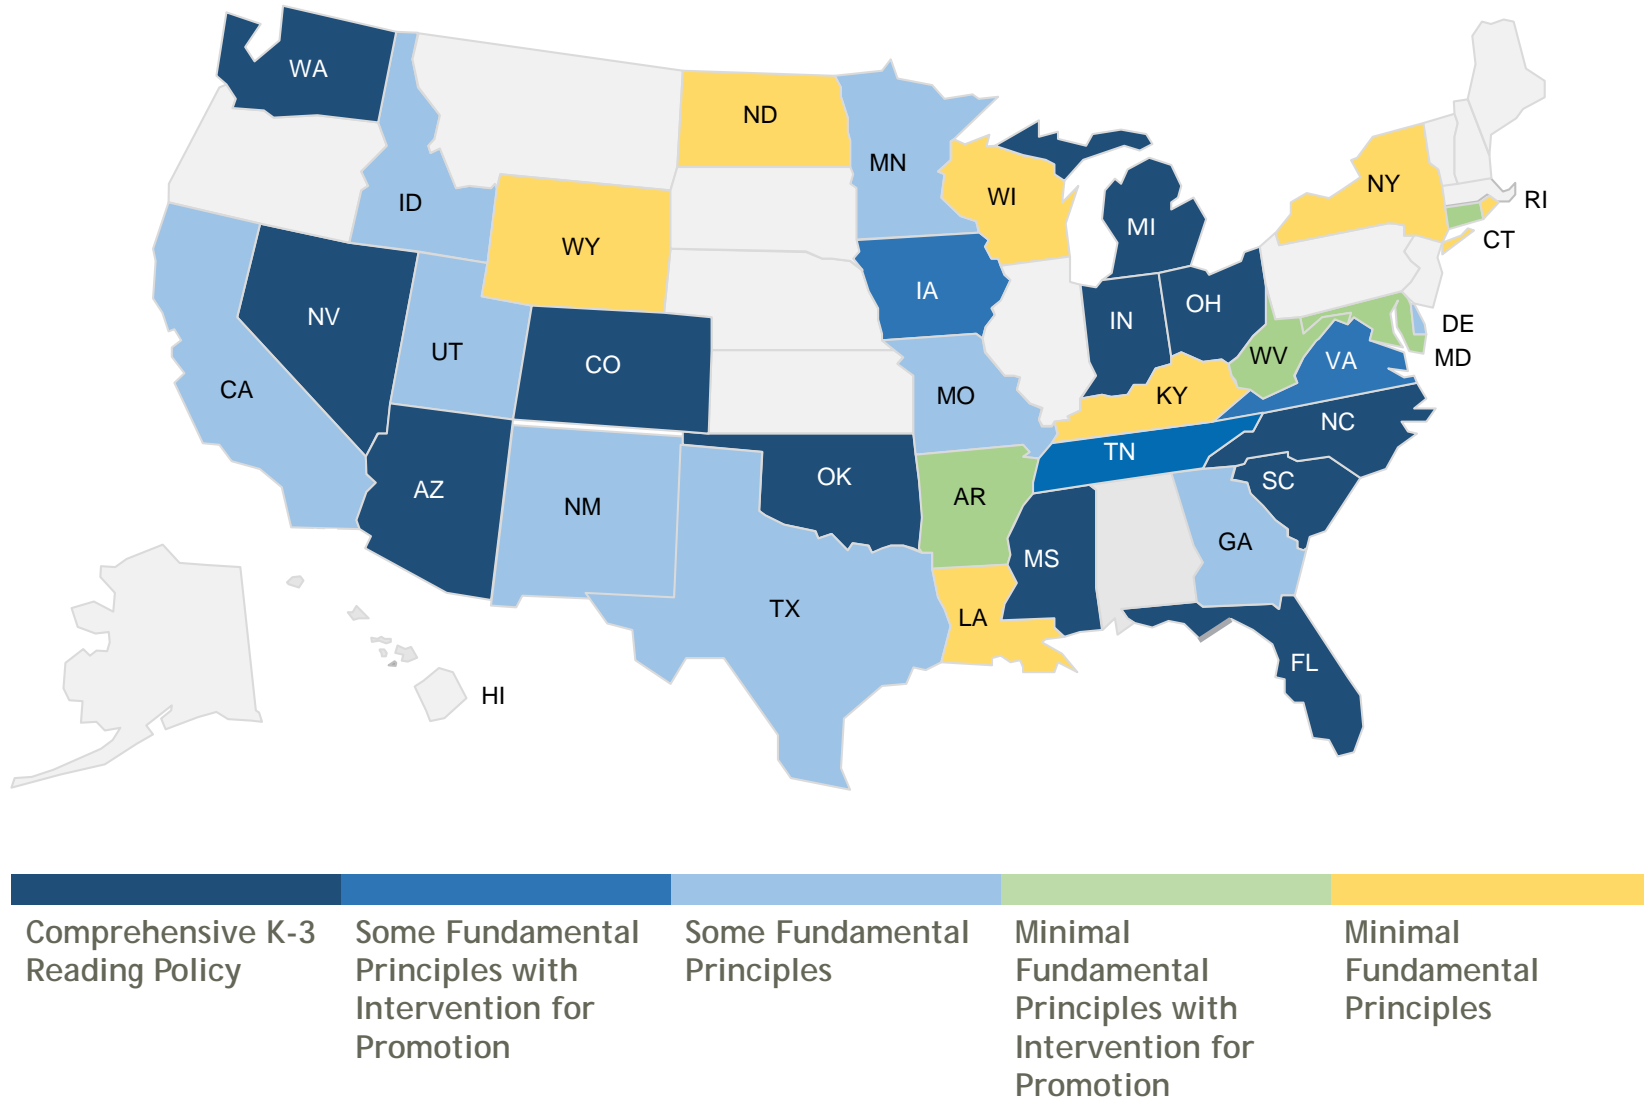 WA
ND
MN
ID
WI
NY
RI
MI
CT
WY
IA
NV
IN
OH
DE
UT
CO
WV
VA
MD
CA
MO
KY
NC
TN
OK
SC
AZ
AR
NM
GA
MS
TX
LA
FL
HI
Comprehensive K-3
Reading Policy
Some Fundamental
Principles with
Intervention for
Promotion
Some Fundamental
Principles
Minimal
Fundamental
Principles with
Intervention for
Promotion
Minimal
Fundamental
Principles